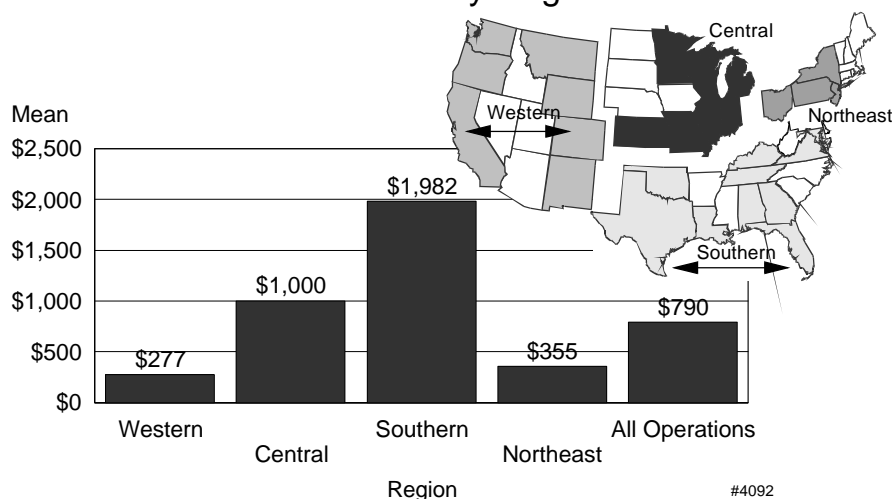 Central
Western
Northeast
Southern
Mean
$2,500
$2,000
$1,500
$1,000
$500
$0
$277
$1,000
$1,982
$355
$790
Western
Central
Southern
Northeast
All Operations
Region
#4092